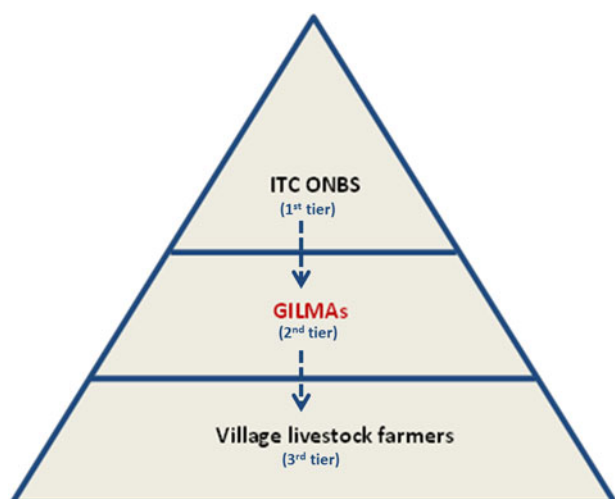 ITC ONBS
(1st tier)
GILMAs
(2nd tier)
Village livestock farmers
(3rd tier)